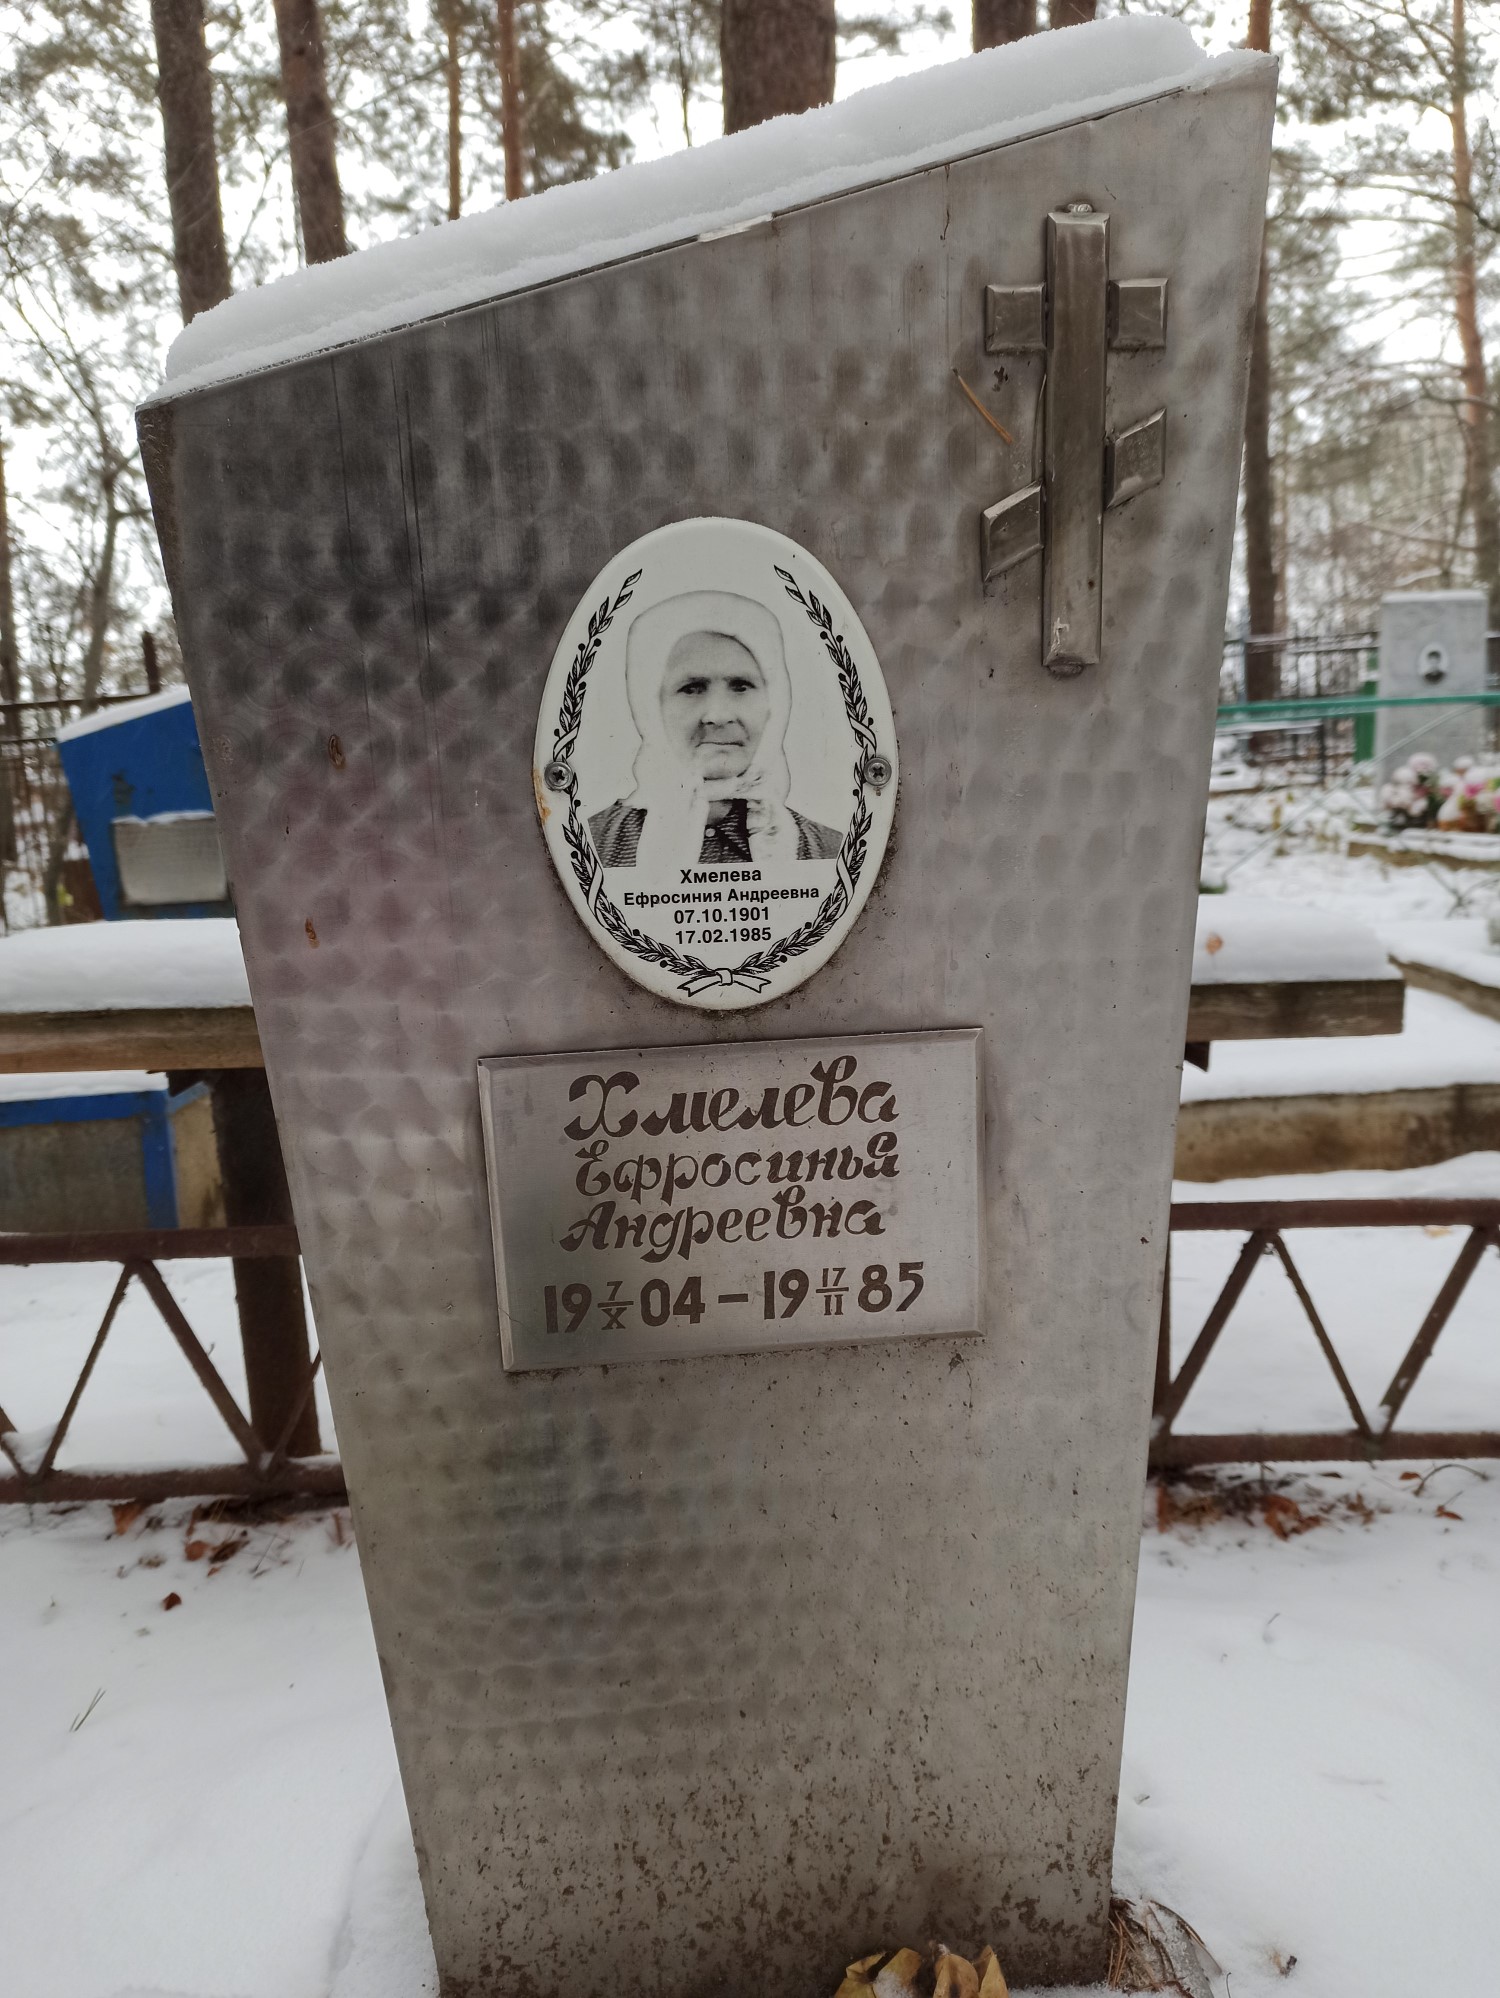 Хмелева
Ефросиния Андреевна
07.10.1901
17.02.1985
Хмелева
Ефросинья
Андреевна
19 7/X 04 – 19 17/II 85